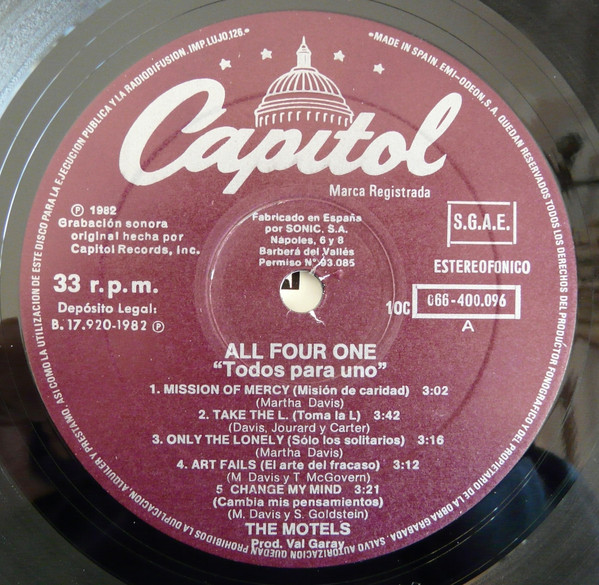 • MADE IN SPAIN. EMI-ODEON, S.A. QUEDAN RESERVADOS TODOS LOS DERECHOS DEL PRODUCTOR FONOGRAFICO Y DEL PROPIETARIO DE LA OBRA GRABADA. SALVO AUTORIZACION QUEDAN PROHIBIDOS LA DUPLICACION, ALQUILER Y PRESTAMO, ASI COMO LA UTILIZACION DE ESTE DISCO PARA LA EJECUCION PUBLICA Y LA RADIODIFUSION. IMP. LUJO, 126. •
Capitol
Marca Registrada
Ⓟ 1982
Grabación sonora
original hecha por
Capitol Records, Inc.
Fabricado en España
por SONIC, S.A.
Nápoles, 6 y 8
Barberá del Vallés
Permiso N° 93.085
S.G.A.E.
ESTEREOFONICO
33 r.p.m.
Depósito Legal:
B. 17.920-1982 Ⓟ
10C 066-400.096
A
ALL FOUR ONE
"Todos para uno"
1. MISSION OF MERCY (Misión de caridad) 3:02
(Martha Davis)
2. TAKE THE L. (Toma la L) 3:42
(Davis, Jourard y Carter)
3. ONLY THE LONELY (Sólo los solitarios) 3:16
(Martha Davis)
4. ART FAILS (El arte del fracaso) 3:12
(M. Davis y T. McGovern)
5 CHANGE MY MIND 3:21
(Cambia mis pensamientos)
(M. Davis y S. Goldstein)
THE MOTELS
Prod. Val Garay